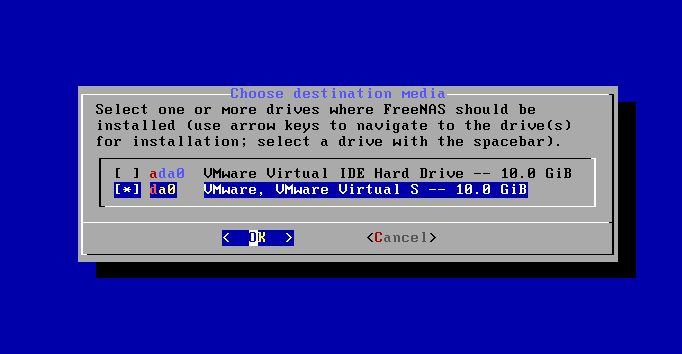 Choose destination media
Select one or more drives where FreeNAS should be
installed (use arrow keys to navigate to the drive(s)
for installation; select a drive with the spacebar).
[ ] ada0 VMware Virtual IDE Hard Drive -- 10.0 GiB
[*] da0 VMware, VMware Virtual S -- 10.0 GiB
< OK > <Cancel>